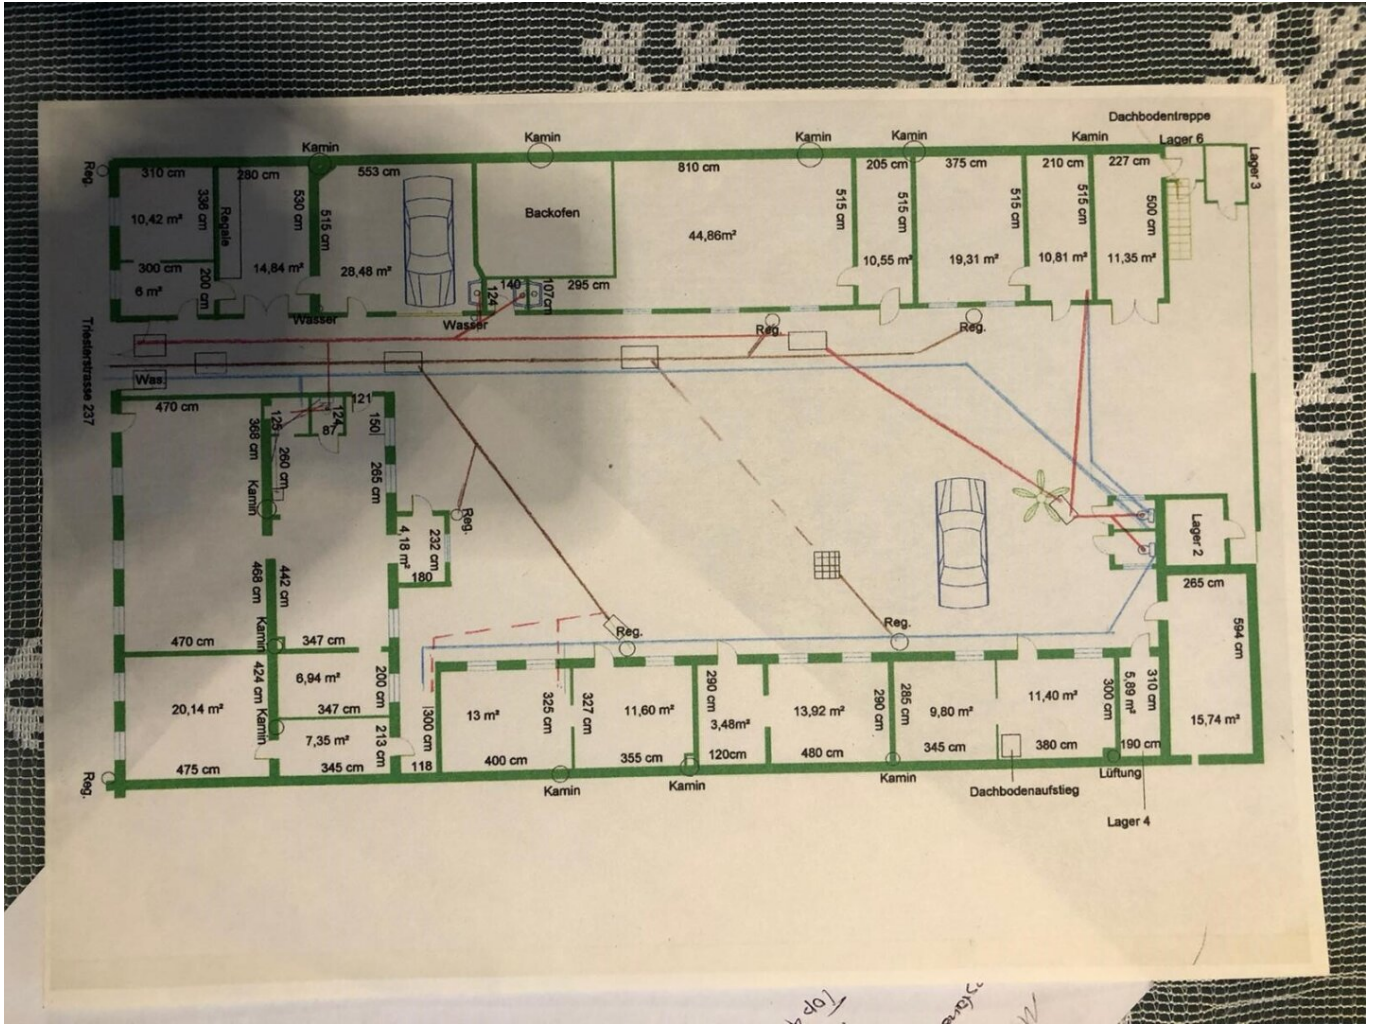 Dachbodentreppe
Kamin
Kamin
Kamin
Kamin
Kamin
Lager 6
Lager 3
Reg.
310 cm
280 cm
553 cm
810 cm
205 cm
375 cm
210 cm
227 cm
336 cm
530 cm
515 cm
515 cm
515 cm
515 cm
515 cm
500 cm
10,42 m²
Regale
Backofen
44,86m²
14,84 m²
28,48 m²
10,55 m²
19,31 m²
10,81 m²
11,35 m²
300 cm
200 cm
6 m²
124
140
107cm
295 cm
Wasser
Wasser
Reg.
Reg.
Triesterstrasse 237
Was.
470 cm
368 cm
125
124
87
121
150
260 cm
265 cm
Kamin
Reg.
4,18 m²
232 cm
180
Lager 2
265 cm
594 cm
468 cm
442 cm
Kamin
470 cm
347 cm
Reg.
Reg.
424 cm
6,94 m²
200 cm
347 cm
20,14 m²
Kamin
7,35 m²
213 cm
300 cm
475 cm
345 cm
118
13 m²
325 cm
400 cm
327 cm
11,60 m²
355 cm
290 cm
3,48m²
120cm
13,92 m²
480 cm
290 cm
285 cm
9,80 m²
345 cm
11,40 m²
380 cm
300 cm
5,89 m²
310 cm
190 cm
15,74 m²
Reg.
Kamin
Kamin
Kamin
Dachbodenaufstieg
Lüftung
Lager 4